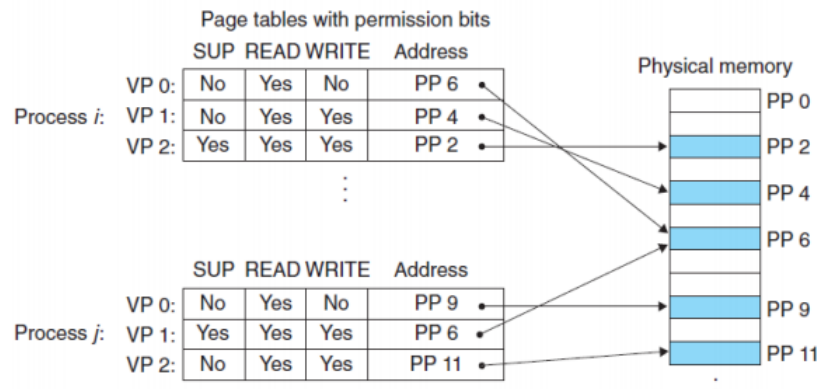 Page tables with permission bits
SUP READ WRITE Address
Process i:
VP 0: No Yes No PP 6
VP 1: No Yes Yes PP 4
VP 2: Yes Yes Yes PP 2
SUP READ WRITE Address
Process j:
VP 0: No Yes No PP 9
VP 1: Yes Yes Yes PP 6
VP 2: No Yes Yes PP 11
Physical memory
PP 0
PP 2
PP 4
PP 6
PP 9
PP 11